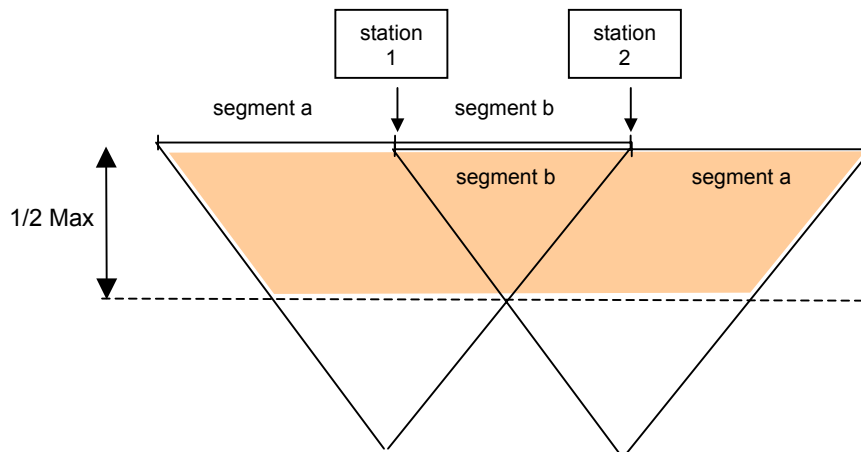 station
1
station
2
segment a
segment b
segment b
segment a
1/2 Max